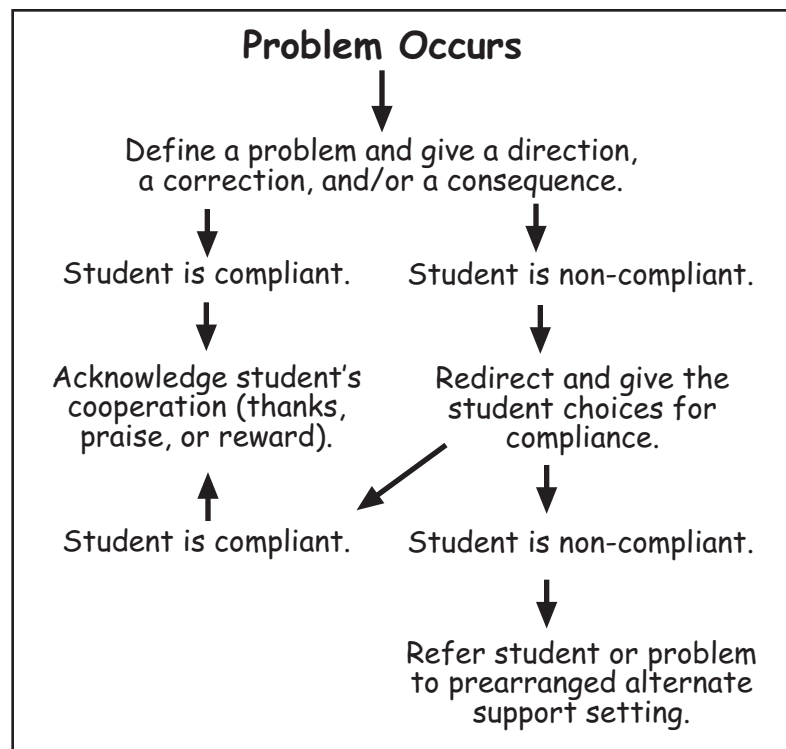 Problem Occurs
Define a problem and give a direction,
a correction, and/or a consequence.
Student is compliant.
Student is non-compliant.
Acknowledge student's
cooperation (thanks,
praise, or reward).
Redirect and give the
student choices for
compliance.
Student is compliant.
Student is non-compliant.
Refer student or problem
to prearranged alternate
support setting.